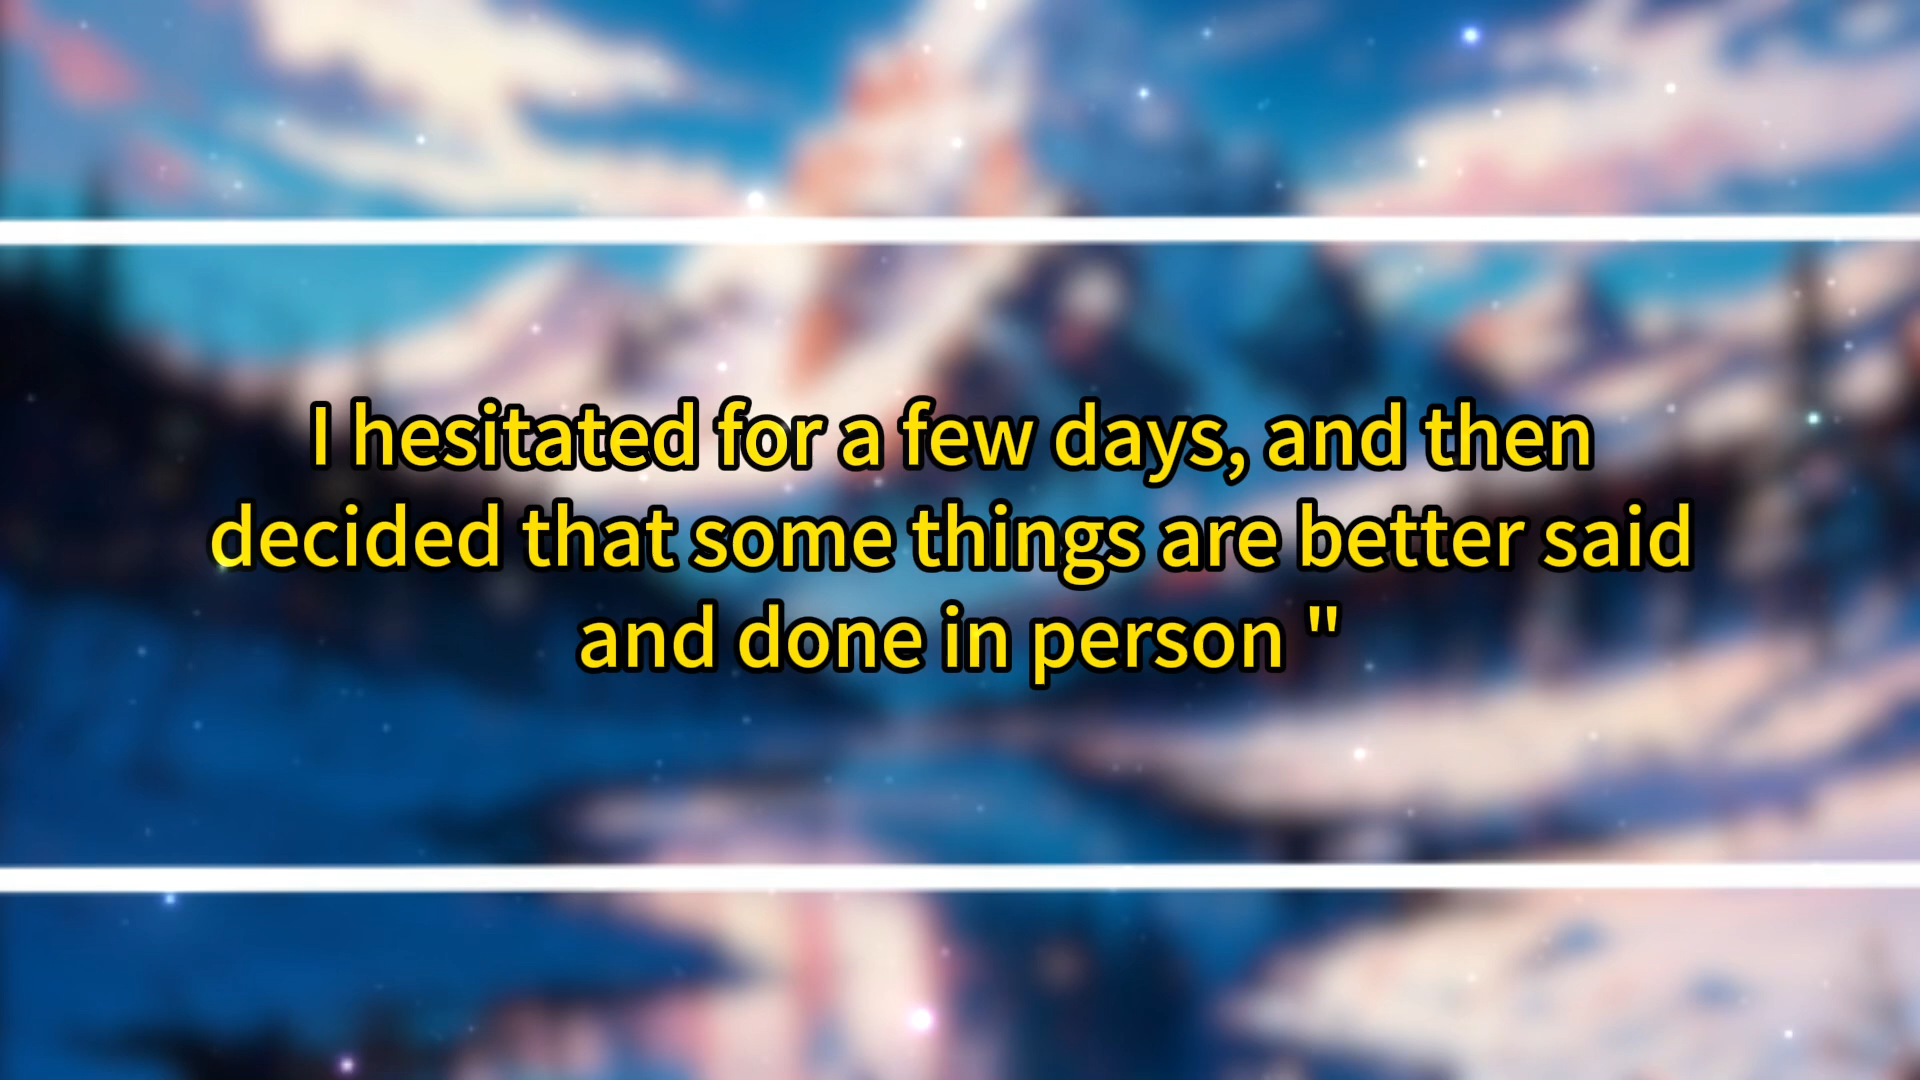 I hesitated for a few days, and then
decided that some things are better said
and done in person "